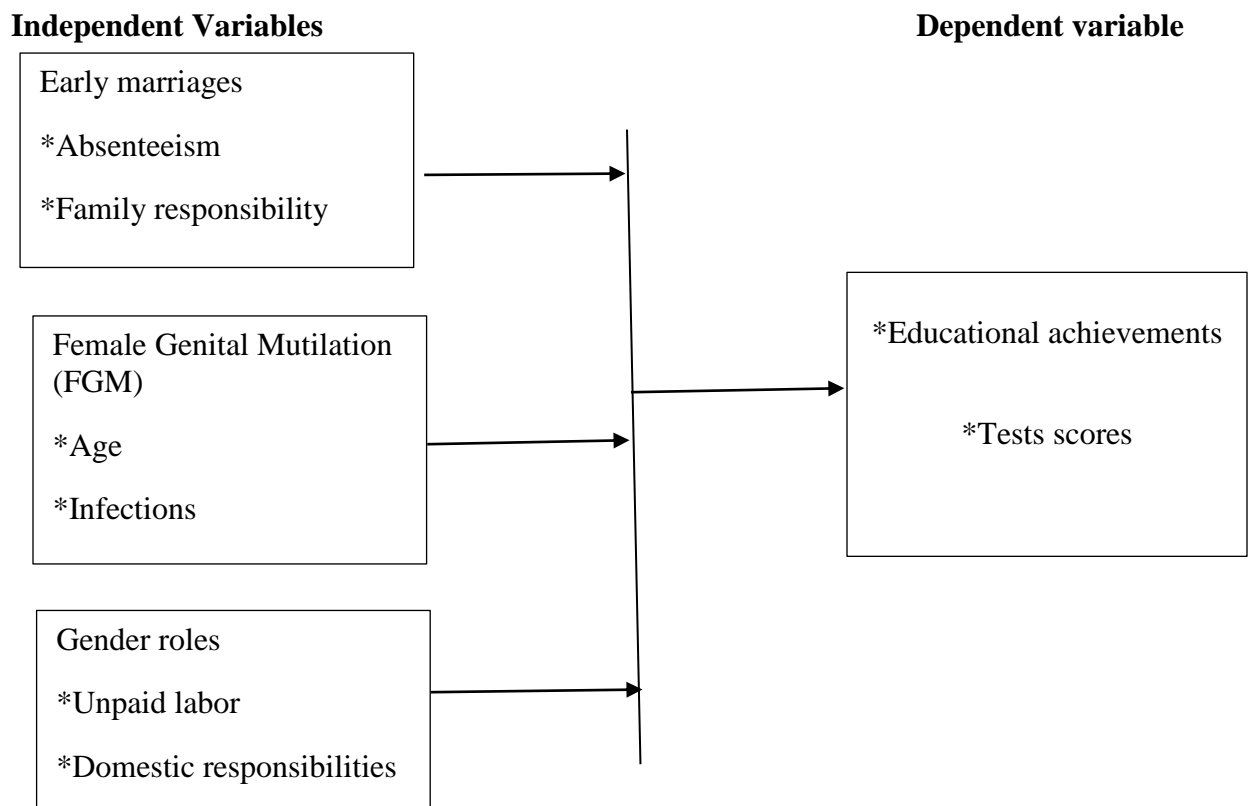 Independent Variables
Dependent variable
Early marriages
*Absenteeism
*Family responsibility
Female Genital Mutilation
(FGM)
*Age
*Infections
Gender roles
*Unpaid labor
*Domestic responsibilities
*Educational achievements
*Tests scores